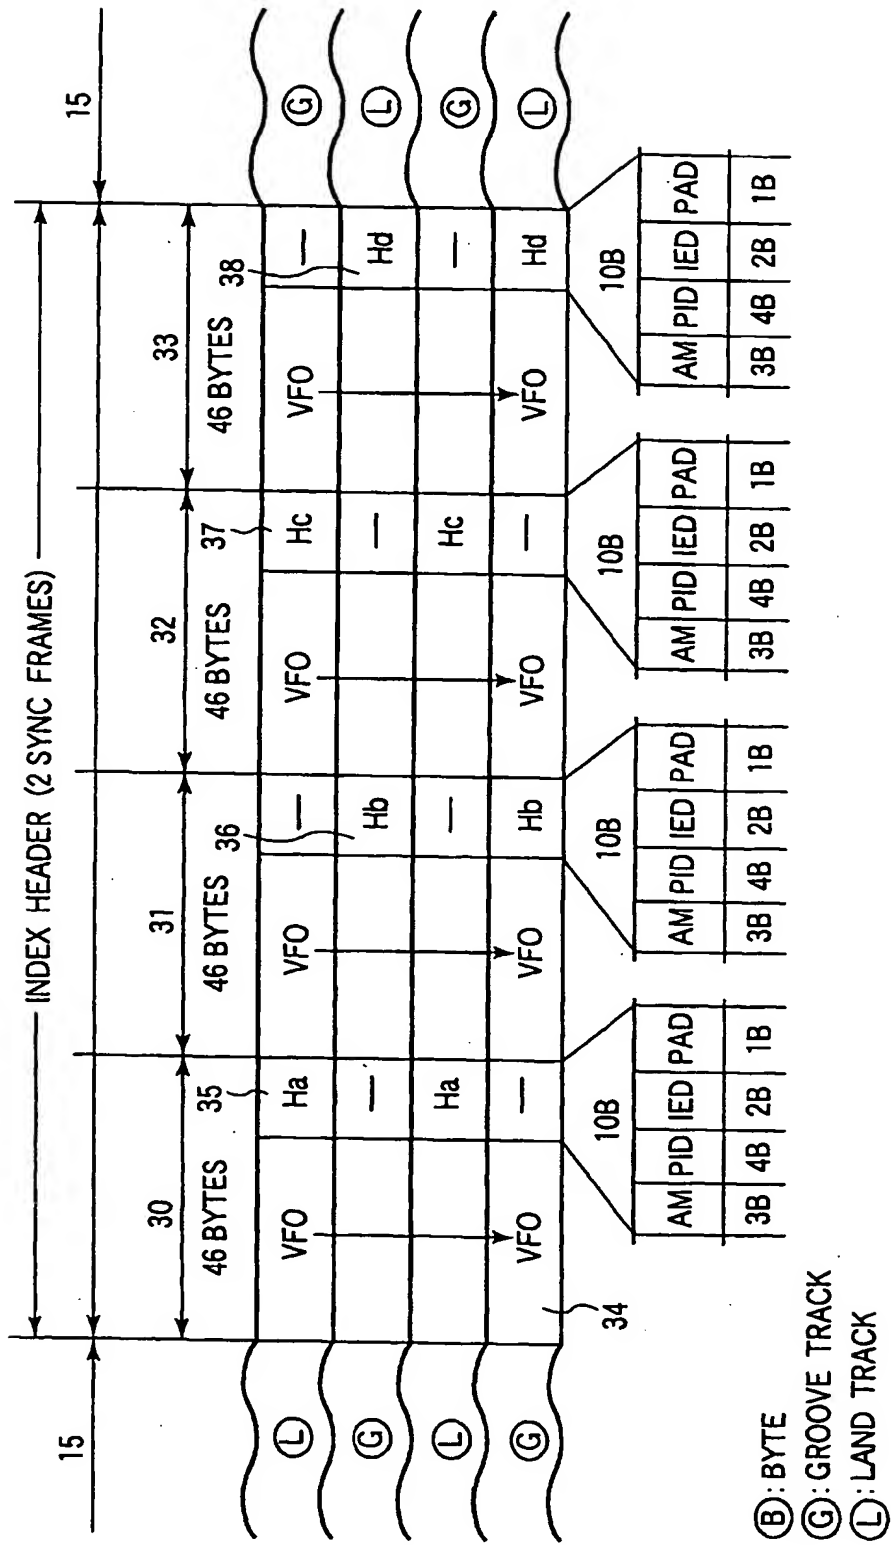 INDEX HEADER (2 SYNC FRAMES)
15
15
30
31
32
33
46 BYTES
46 BYTES
46 BYTES
46 BYTES
35
36
37
38
Ⓛ VFO Ha VFO — VFO Hc VFO — Ⓖ
Ⓖ — Hb — Hd Ⓛ
Ⓛ Ha — Hc — Ⓖ
Ⓖ VFO — VFO Hb VFO — VFO Hd Ⓛ
34
10B
10B
10B
10B
AM PID IED PAD
AM PID IED PAD
AM PID IED PAD
AM PID IED PAD
3B 4B 2B 1B
3B 4B 2B 1B
3B 4B 2B 1B
3B 4B 2B 1B
Ⓑ: BYTE
Ⓖ: GROOVE TRACK
Ⓛ: LAND TRACK